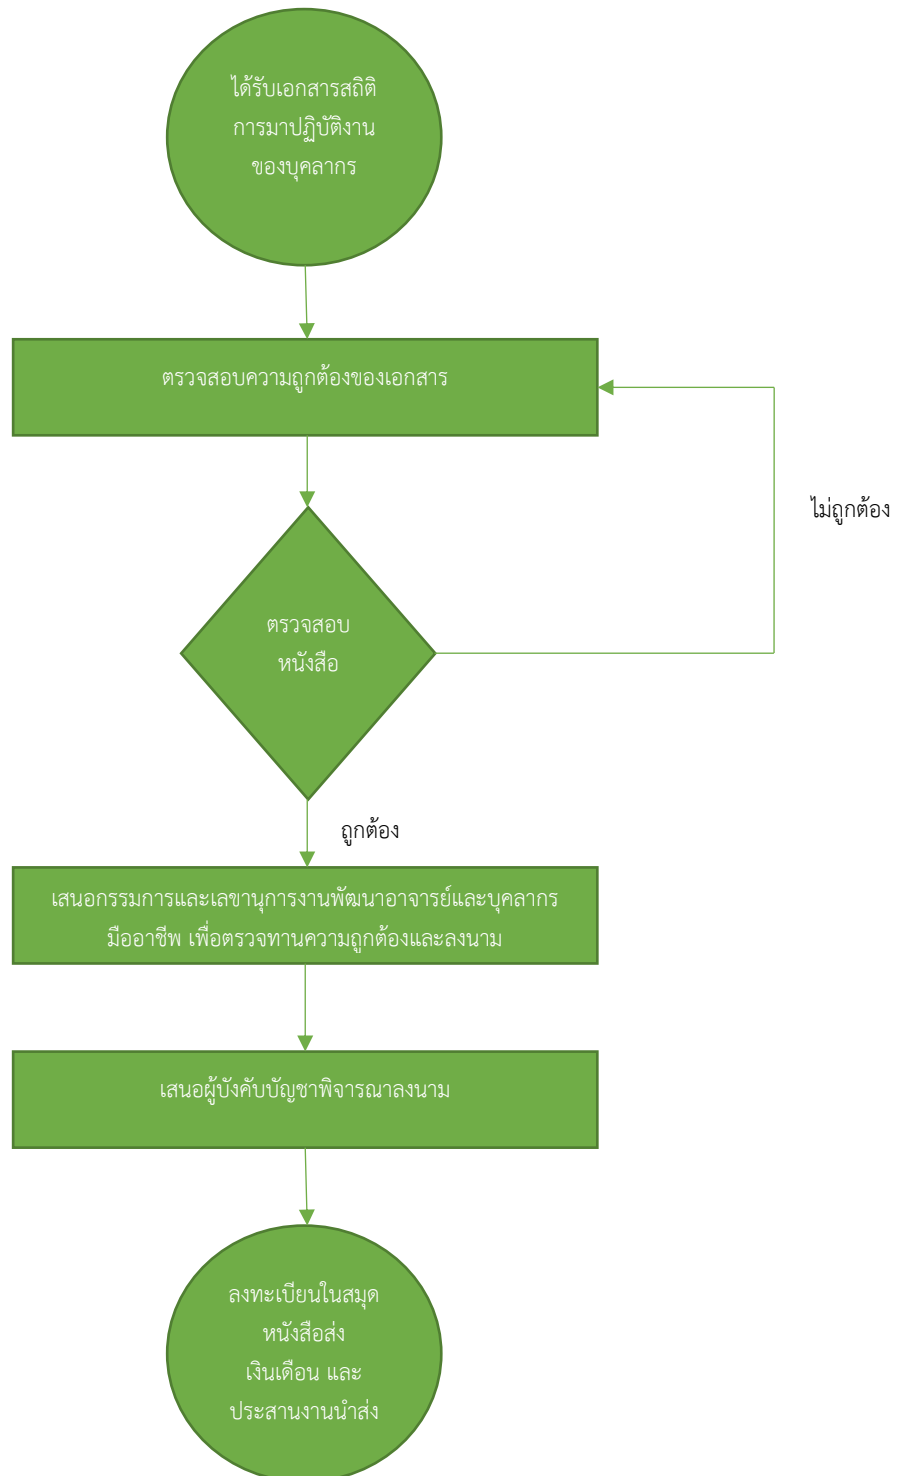 ได้รับเอกสารสถิติ
การมาปฏิบัติงาน
ของบุคลากร
ตรวจสอบความถูกต้องของเอกสาร
ไม่ถูกต้อง
ตรวจสอบ
หนังสือ
ถูกต้อง
เสนอกรรมการและเลขานุการงานพัฒนาอาจารย์และบุคลากร
มืออาชีพ เพื่อตรวจทานความถูกต้องและลงนาม
เสนอผู้บังคับบัญชาพิจารณาลงนาม
ลงทะเบียนในสมุด
หนังสือส่ง
เงินเดือน และ
ประสานงานนำส่ง